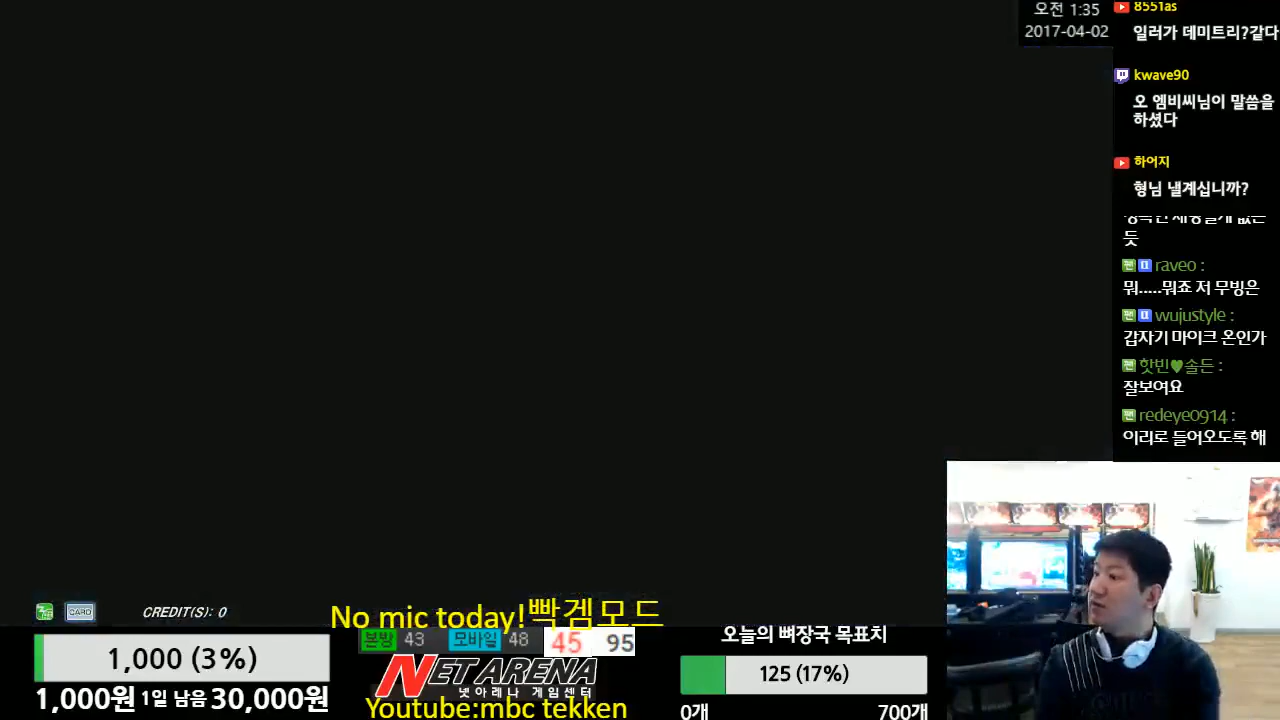 오전 1:35
2017-04-02
8551as
일러가 데미트리?같다
kwave90
오 엠비씨님이 말씀을
하셨다
하어지
형님 낼계십니까?
듯
raveo :
뭐.....뭐죠 저 무빙은
wujustyle :
갑자기 마이크 온인가
핫빈♥솔든 :
잘보여요
redeye0914 :
이리로 들어오도록 해
CARD
CREDIT(S): 0
No mic today!빡겜모드
본방 43 모바일 48 45 95
1,000 (3%)
1,000원 1일 남음 30,000원
NET ARENA
넷아레나 게임센터
Youtube:mbc tekken
오늘의 뼈장국 목표치
125 (17%)
0개 700개